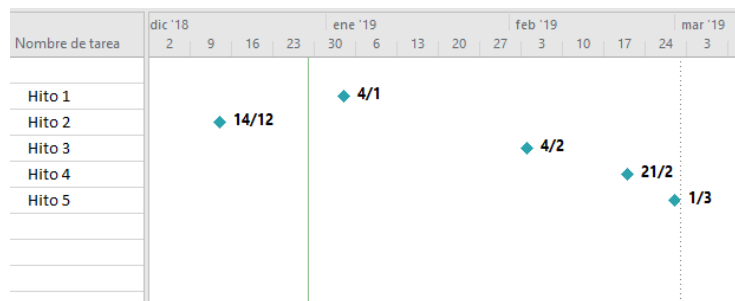 dic '18 ene '19 feb '19 mar '19
Nombre de tarea 2 9 16 23 30 6 13 20 27 3 10 17 24 3
Hito 1 4/1
Hito 2 14/12
Hito 3 4/2
Hito 4 21/2
Hito 5 1/3